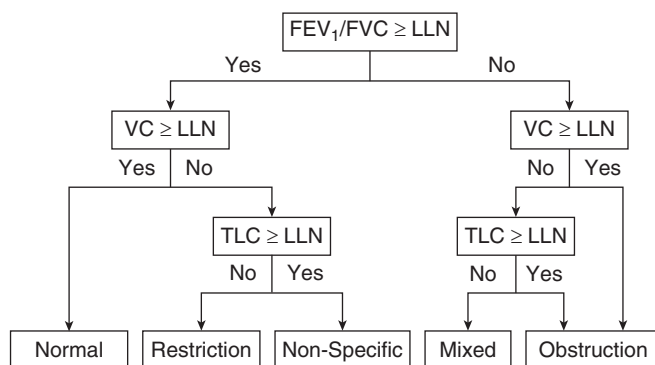 FEV₁/FVC ≥ LLN
Yes No
VC ≥ LLN VC ≥ LLN
Yes No No Yes
TLC ≥ LLN TLC ≥ LLN
No Yes No Yes
Normal Restriction Non-Specific Mixed Obstruction